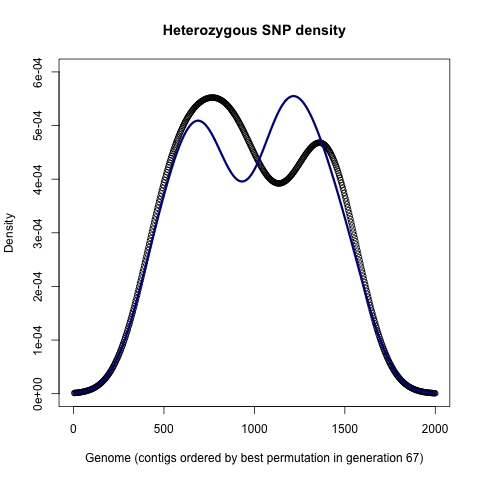 Heterozygous SNP density
6e-04
5e-04
4e-04
3e-04
2e-04
1e-04
0e+00
Density
0 500 1000 1500 2000
Genome (contigs ordered by best permutation in generation 67)